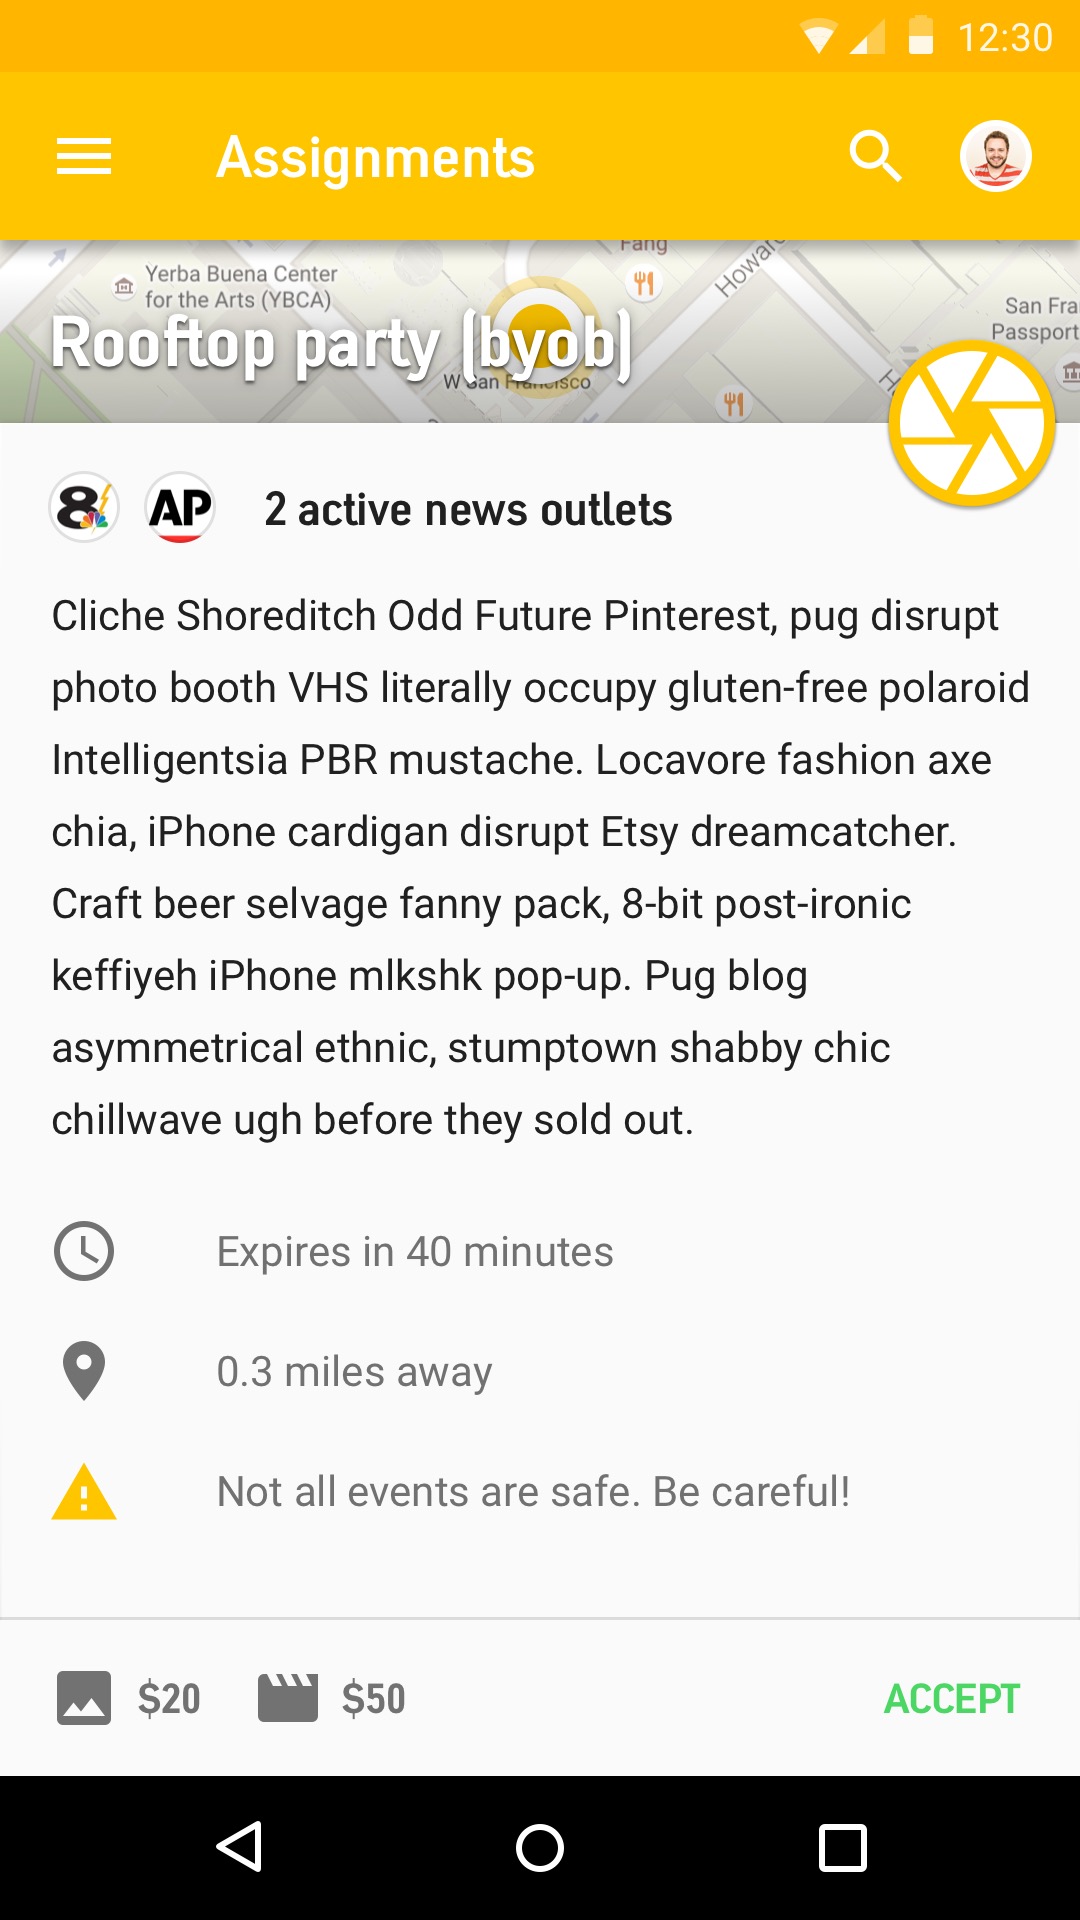 12:30
Assignments
Fang
Howar
Yerba Buena Center
for the Arts (YBCA)
San Fra
Passport
Rooftop party (byob)
W San Francisco
H
8 AP 2 active news outlets
Cliche Shoreditch Odd Future Pinterest, pug disrupt
photo booth VHS literally occupy gluten-free polaroid
Intelligentsia PBR mustache. Locavore fashion axe
chia, iPhone cardigan disrupt Etsy dreamcatcher.
Craft beer selvage fanny pack, 8-bit post-ironic
keffiyeh iPhone mlkshk pop-up. Pug blog
asymmetrical ethnic, stumptown shabby chic
chillwave ugh before they sold out.
Expires in 40 minutes
0.3 miles away
Not all events are safe. Be careful!
$20 $50 ACCEPT